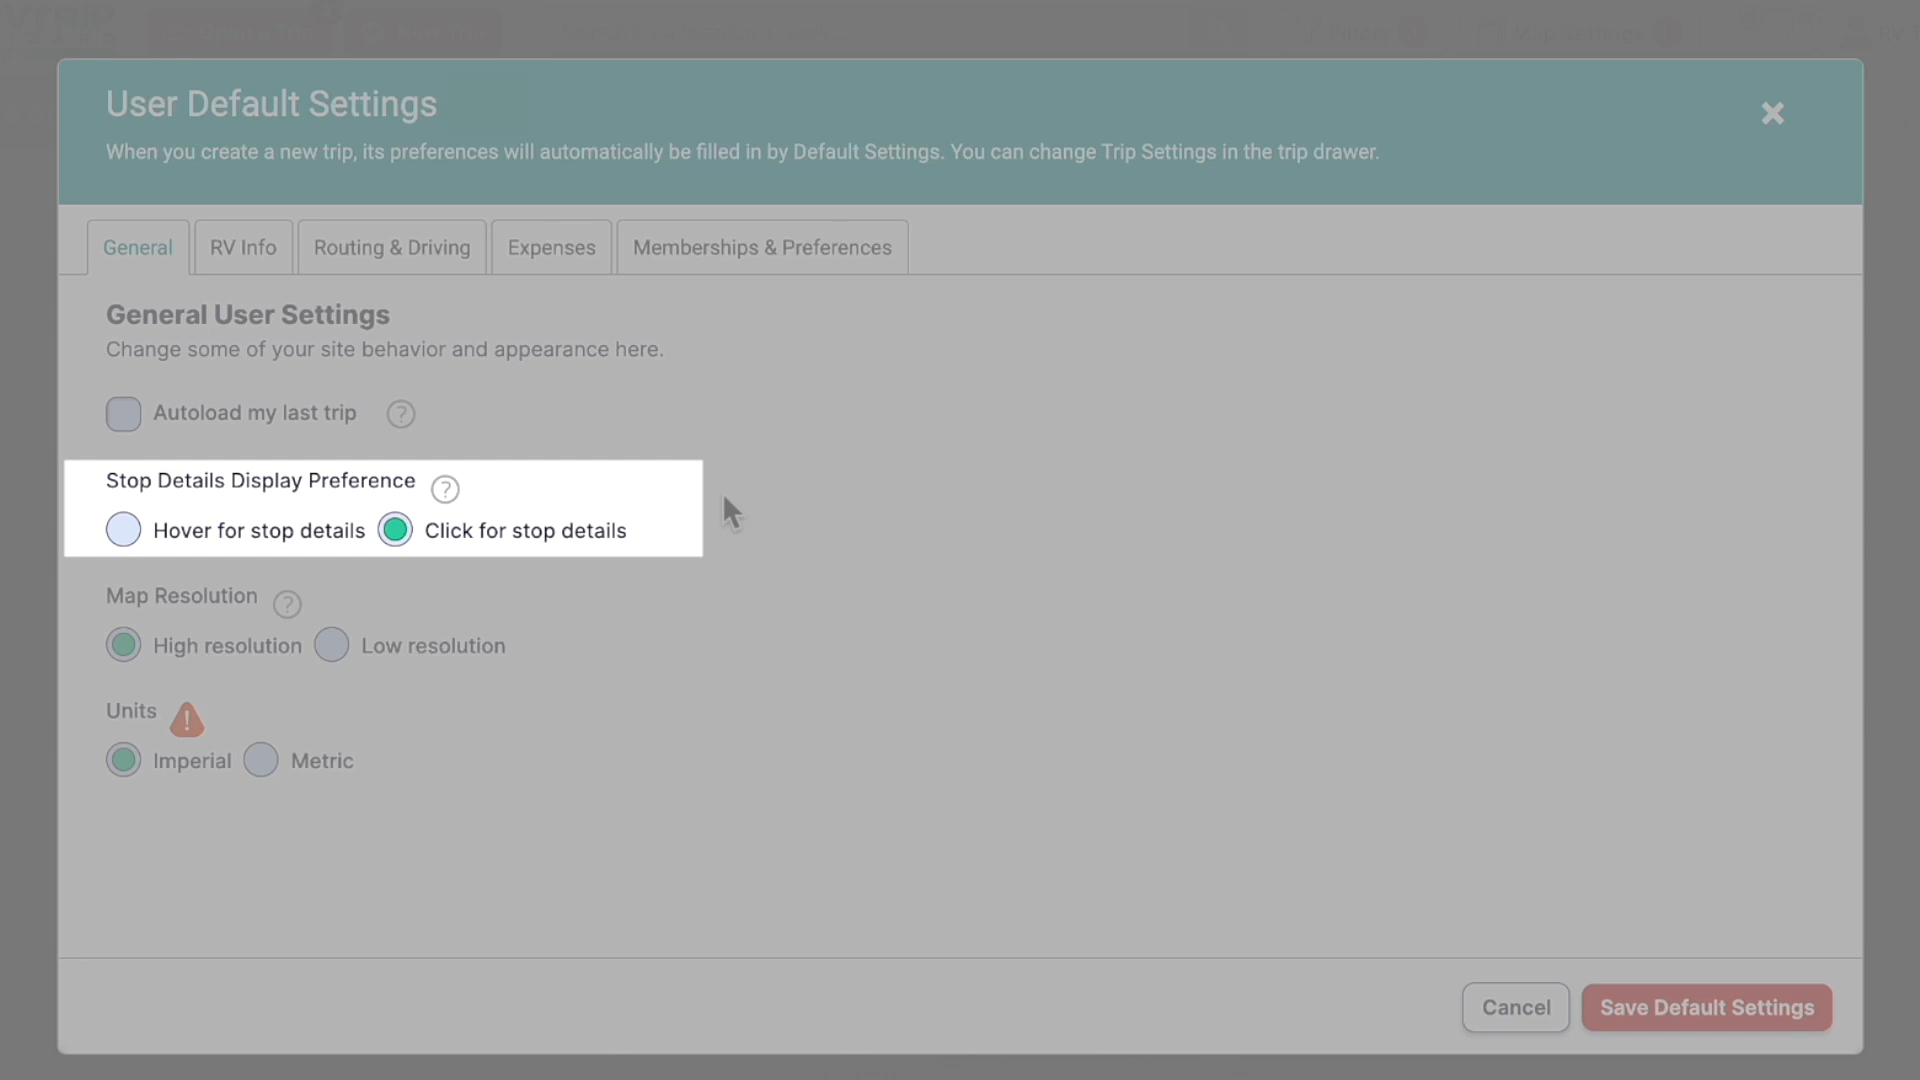 User Default Settings
When you create a new trip, its preferences will automatically be filled in by Default Settings. You can change Trip Settings in the trip drawer.
General RV Info Routing & Driving Expenses Memberships & Preferences
General User Settings
Change some of your site behavior and appearance here.
Autoload my last trip ?
Stop Details Display Preference ?
Hover for stop details Click for stop details
Map Resolution ?
High resolution Low resolution
Units !
Imperial Metric
Cancel Save Default Settings